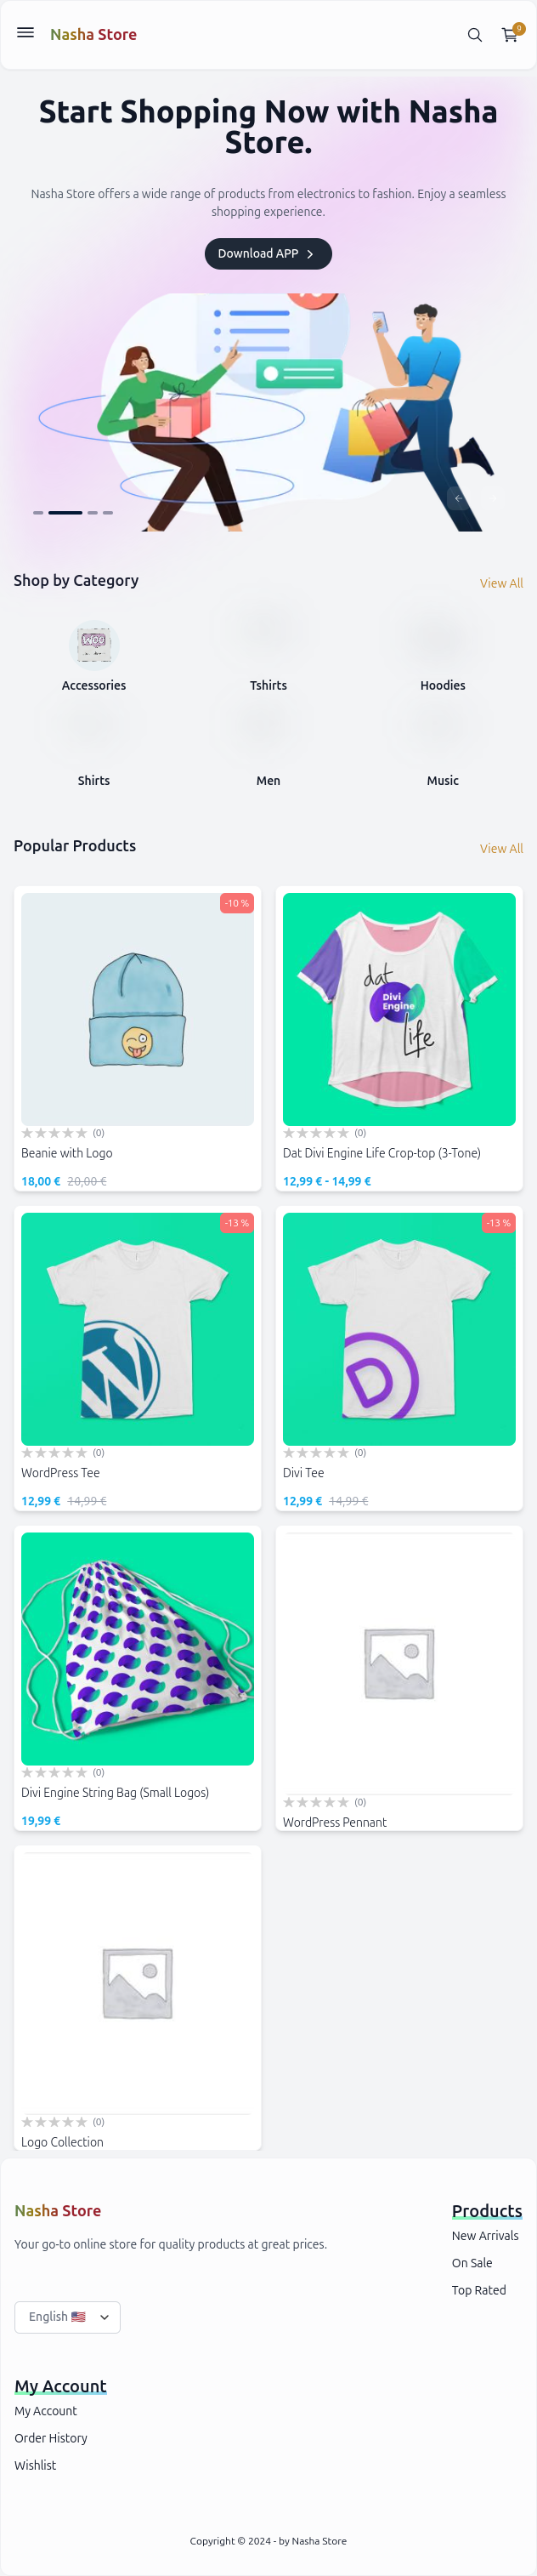 Nasha Store
0
Start Shopping Now with Nasha
Store.
Nasha Store offers a wide range of products from electronics to fashion. Enjoy a seamless
shopping experience.
Download APP
Shop by Category
View All
WOO
Accessories
Tshirts
Hoodies
Shirts
Men
Music
Popular Products
View All
-10 %
dat
Divi
Engine
Life
(0)
(0)
Beanie with Logo
Dat Divi Engine Life Crop-top (3-Tone)
18,00 € 20,00 €
12,99 € - 14,99 €
-13 %
-13 %
W
D
(0)
(0)
WordPress Tee
Divi Tee
12,99 € 14,99 €
12,99 € 14,99 €
(0)
Divi Engine String Bag (Small Logos)
19,99 €
(0)
WordPress Pennant
(0)
Logo Collection
Nasha Store
Your go-to online store for quality products at great prices.
English
Products
New Arrivals
On Sale
Top Rated
My Account
My Account
Order History
Wishlist
Copyright © 2024 - by Nasha Store